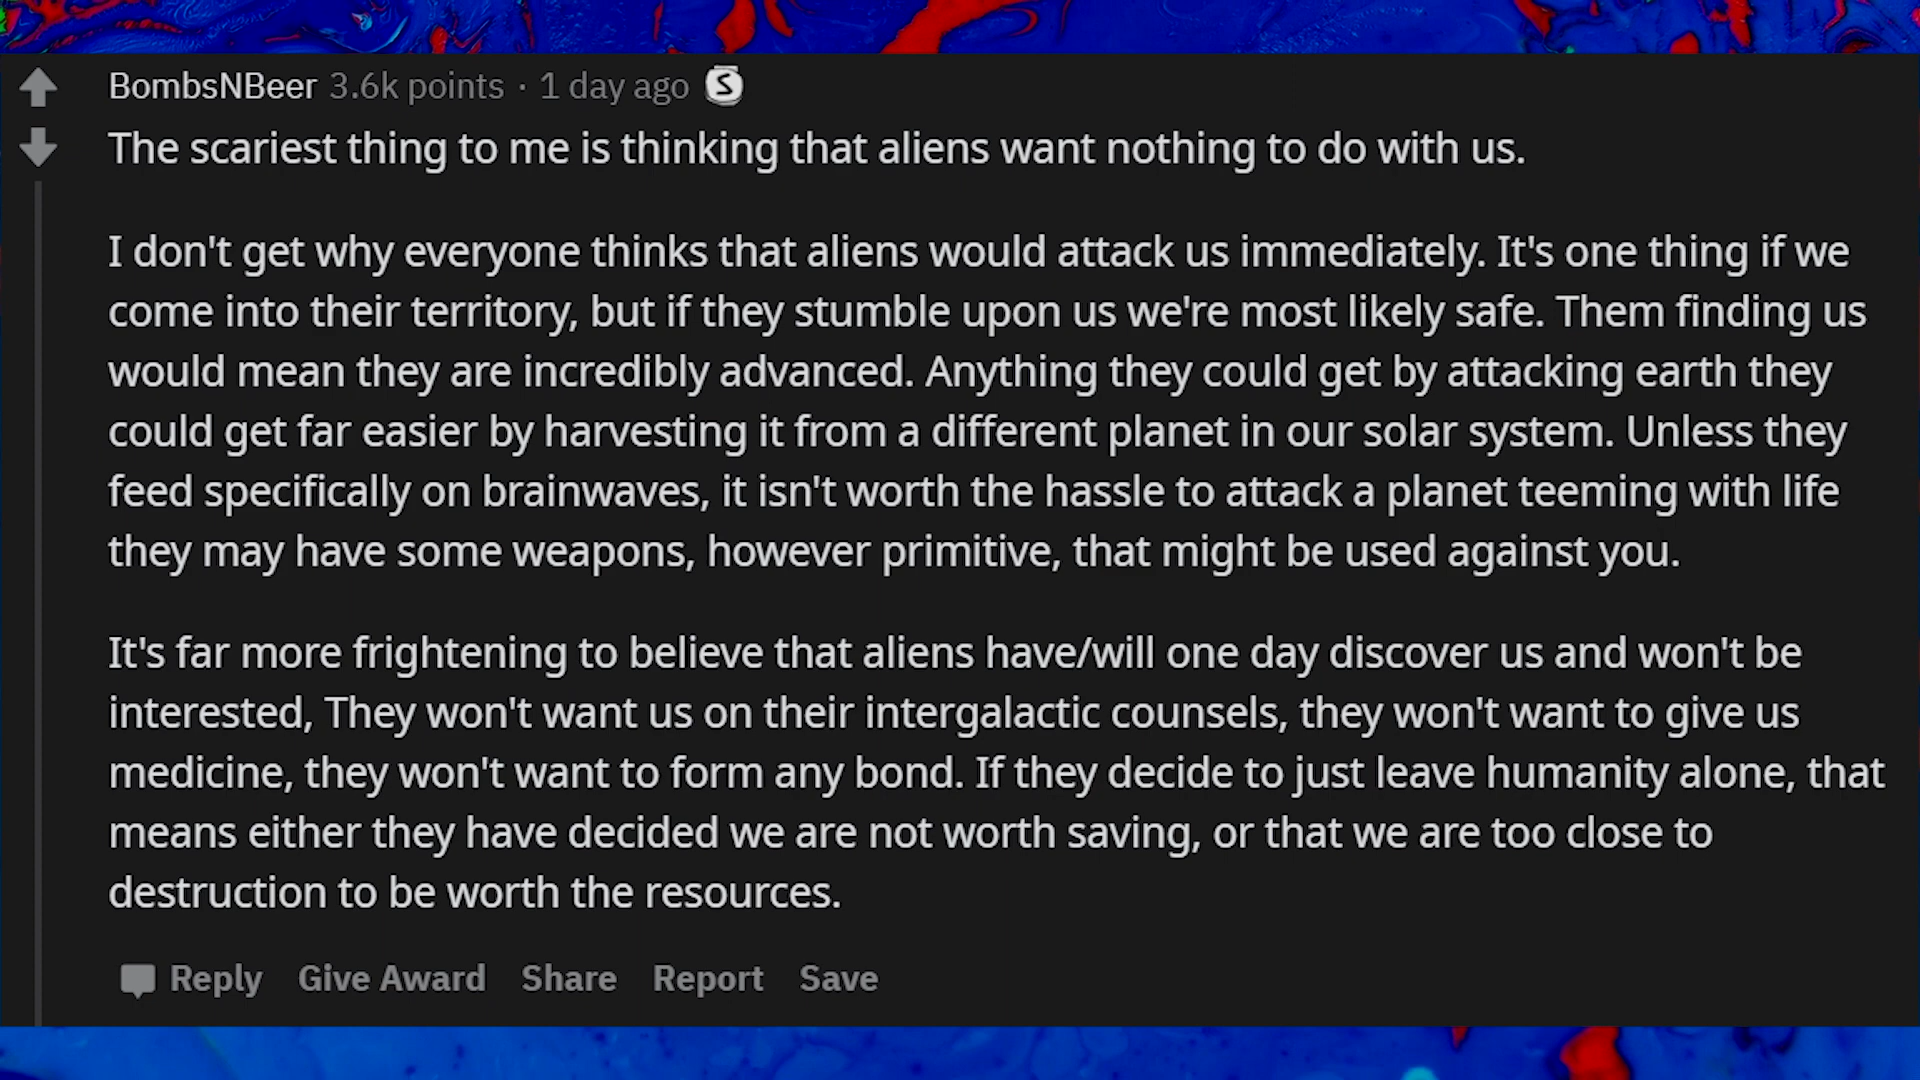 BombsNBeer 3.6k points · 1 day ago S
The scariest thing to me is thinking that aliens want nothing to do with us.
I don't get why everyone thinks that aliens would attack us immediately. It's one thing if we
come into their territory, but if they stumble upon us we're most likely safe. Them finding us
would mean they are incredibly advanced. Anything they could get by attacking earth they
could get far easier by harvesting it from a different planet in our solar system. Unless they
feed specifically on brainwaves, it isn't worth the hassle to attack a planet teeming with life
they may have some weapons, however primitive, that might be used against you.
It's far more frightening to believe that aliens have/will one day discover us and won't be
interested, They won't want us on their intergalactic counsels, they won't want to give us
medicine, they won't want to form any bond. If they decide to just leave humanity alone, that
means either they have decided we are not worth saving, or that we are too close to
destruction to be worth the resources.
Reply Give Award Share Report Save